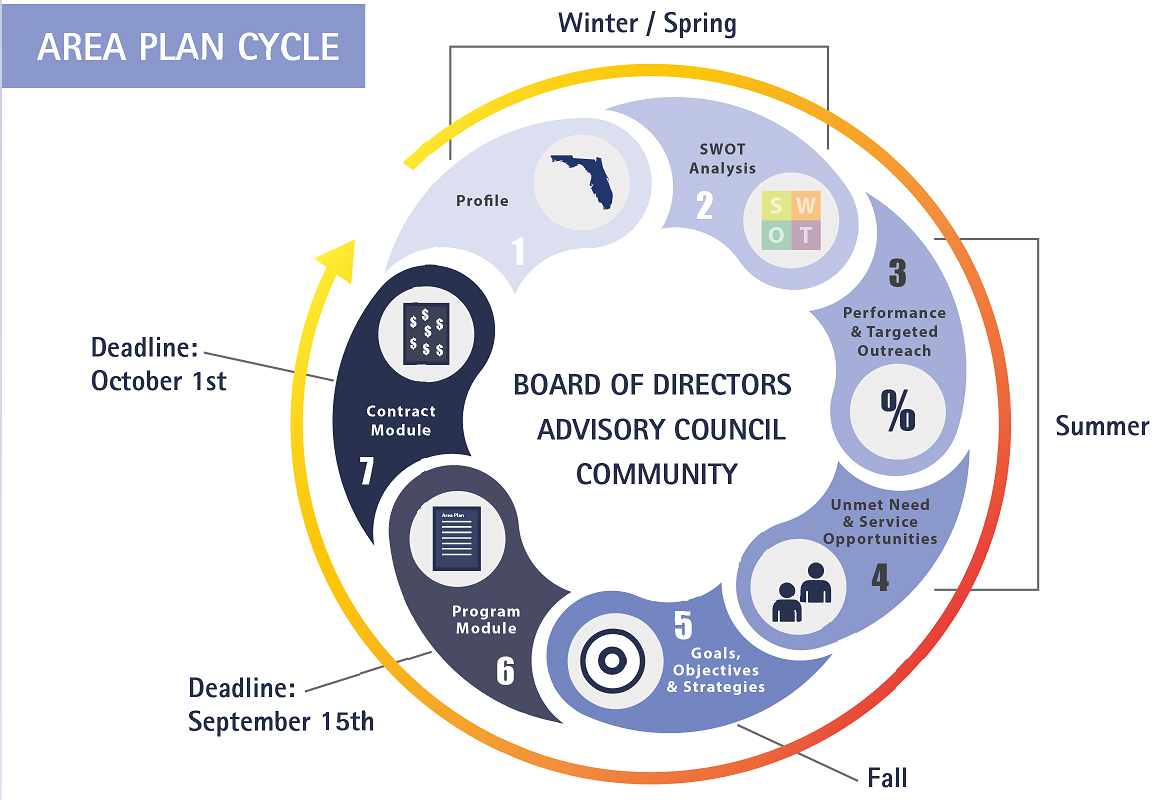 AREA PLAN CYCLE
Winter / Spring
Profile
1
SWOT
Analysis
2
S W
O T
3
Performance
& Targeted
Outreach
%
Summer
Unmet Need
& Service
Opportunities
4
5
Goals,
Objectives
& Strategies
Fall
Area Plan
Program
Module
6
Deadline:
September 15th
$ $ $
$
$ $ $
Contract
Module
7
Deadline:
October 1st
BOARD OF DIRECTORS
ADVISORY COUNCIL
COMMUNITY